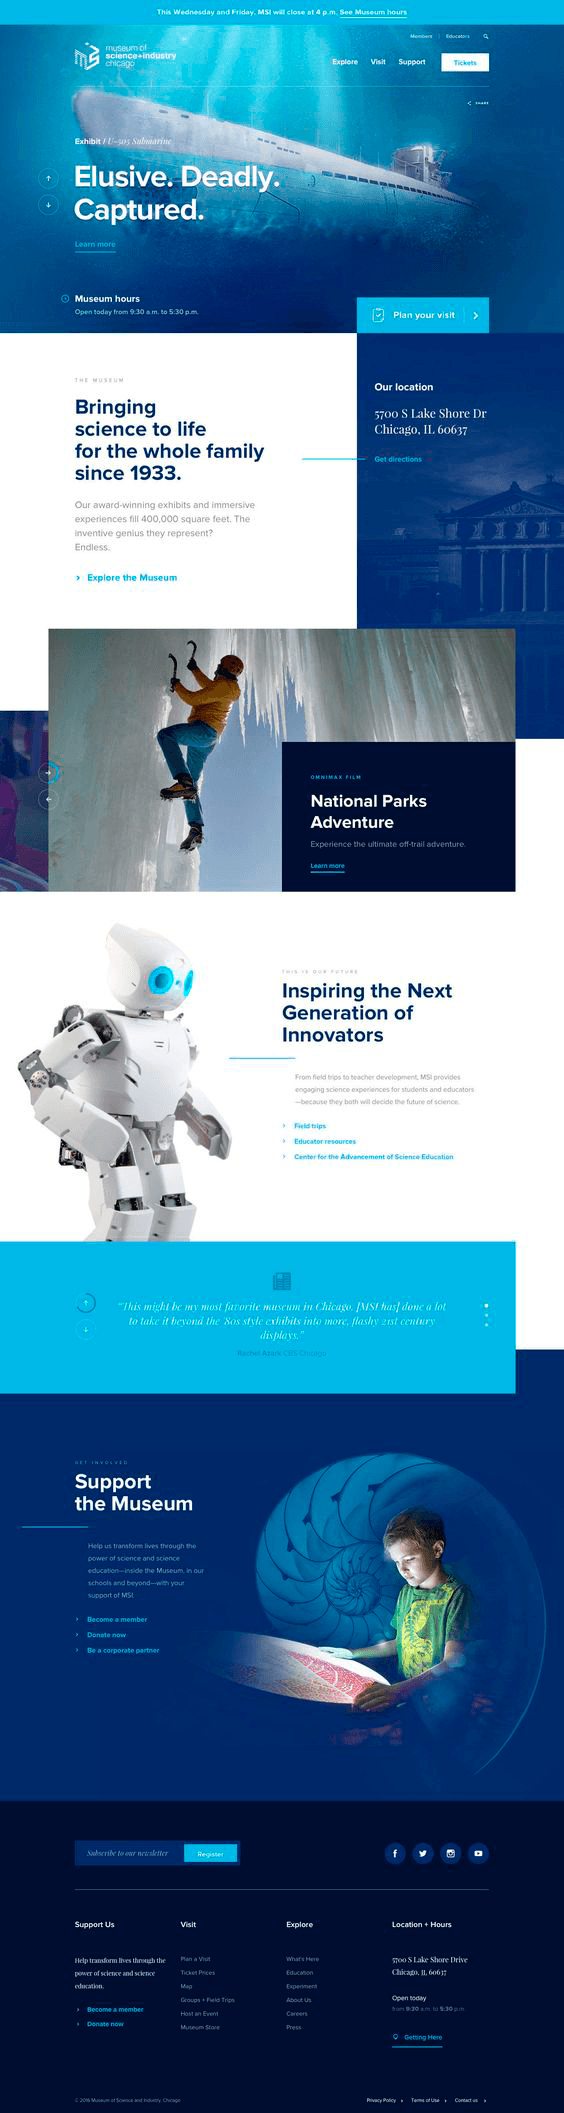 This Wednesday and Friday, MSI will close at 4 p.m. See Museum hours
Members
Educators
museum of
science+industry
chicago
Explore
Visit
Support
Tickets
SHARE
Exhibit / U-505 Submarine
Elusive. Deadly.
Captured.
Learn more
Museum hours
Open today from 9:30 a.m. to 5:30 p.m.
Plan your visit
THE MUSEUM
Bringing
science to life
for the whole family
since 1933.
Our award-winning exhibits and immersive
experiences fill 400,000 square feet. The
inventive genius they represent?
Endless.
Explore the Museum
Our location
5700 S Lake Shore Dr
Chicago, IL 60637
Get directions
OMNIMAX FILM
National Parks
Adventure
Experience the ultimate off-trail adventure.
Learn more
THIS IS OUR FUTURE
Inspiring the Next
Generation of
Innovators
From field trips to teacher development, MSI provides
engaging science experiences for students and educators
—because they both will decide the future of science.
Field trips
Educator resources
Center for the Advancement of Science Education
“This might be my most favorite museum in Chicago. [MSI has] done a lot
to take it beyond the '80s style exhibits into more, flashy 21st century
displays.”
Rachel Azark CBS Chicago
GET INVOLVED
Support
the Museum
Help us transform lives through the
power of science and science
education—inside the Museum, in our
schools and beyond—with your
support of MSI.
Become a member
Donate now
Be a corporate partner
Subscribe to our newsletter
Register
Support Us
Help transform lives through the
power of science and science
education.
Become a member
Donate now
Visit
Plan a Visit
Ticket Prices
Map
Groups + Field Trips
Host an Event
Museum Store
Explore
What's Here
Education
Experiment
About Us
Careers
Press
Location + Hours
5700 S Lake Shore Drive
Chicago, IL 60637
Open today
from 9:30 a.m. to 5:30 p.m.
Getting Here
© 2016 Museum of Science and Industry, Chicago
Privacy Policy
Terms of Use
Contact us